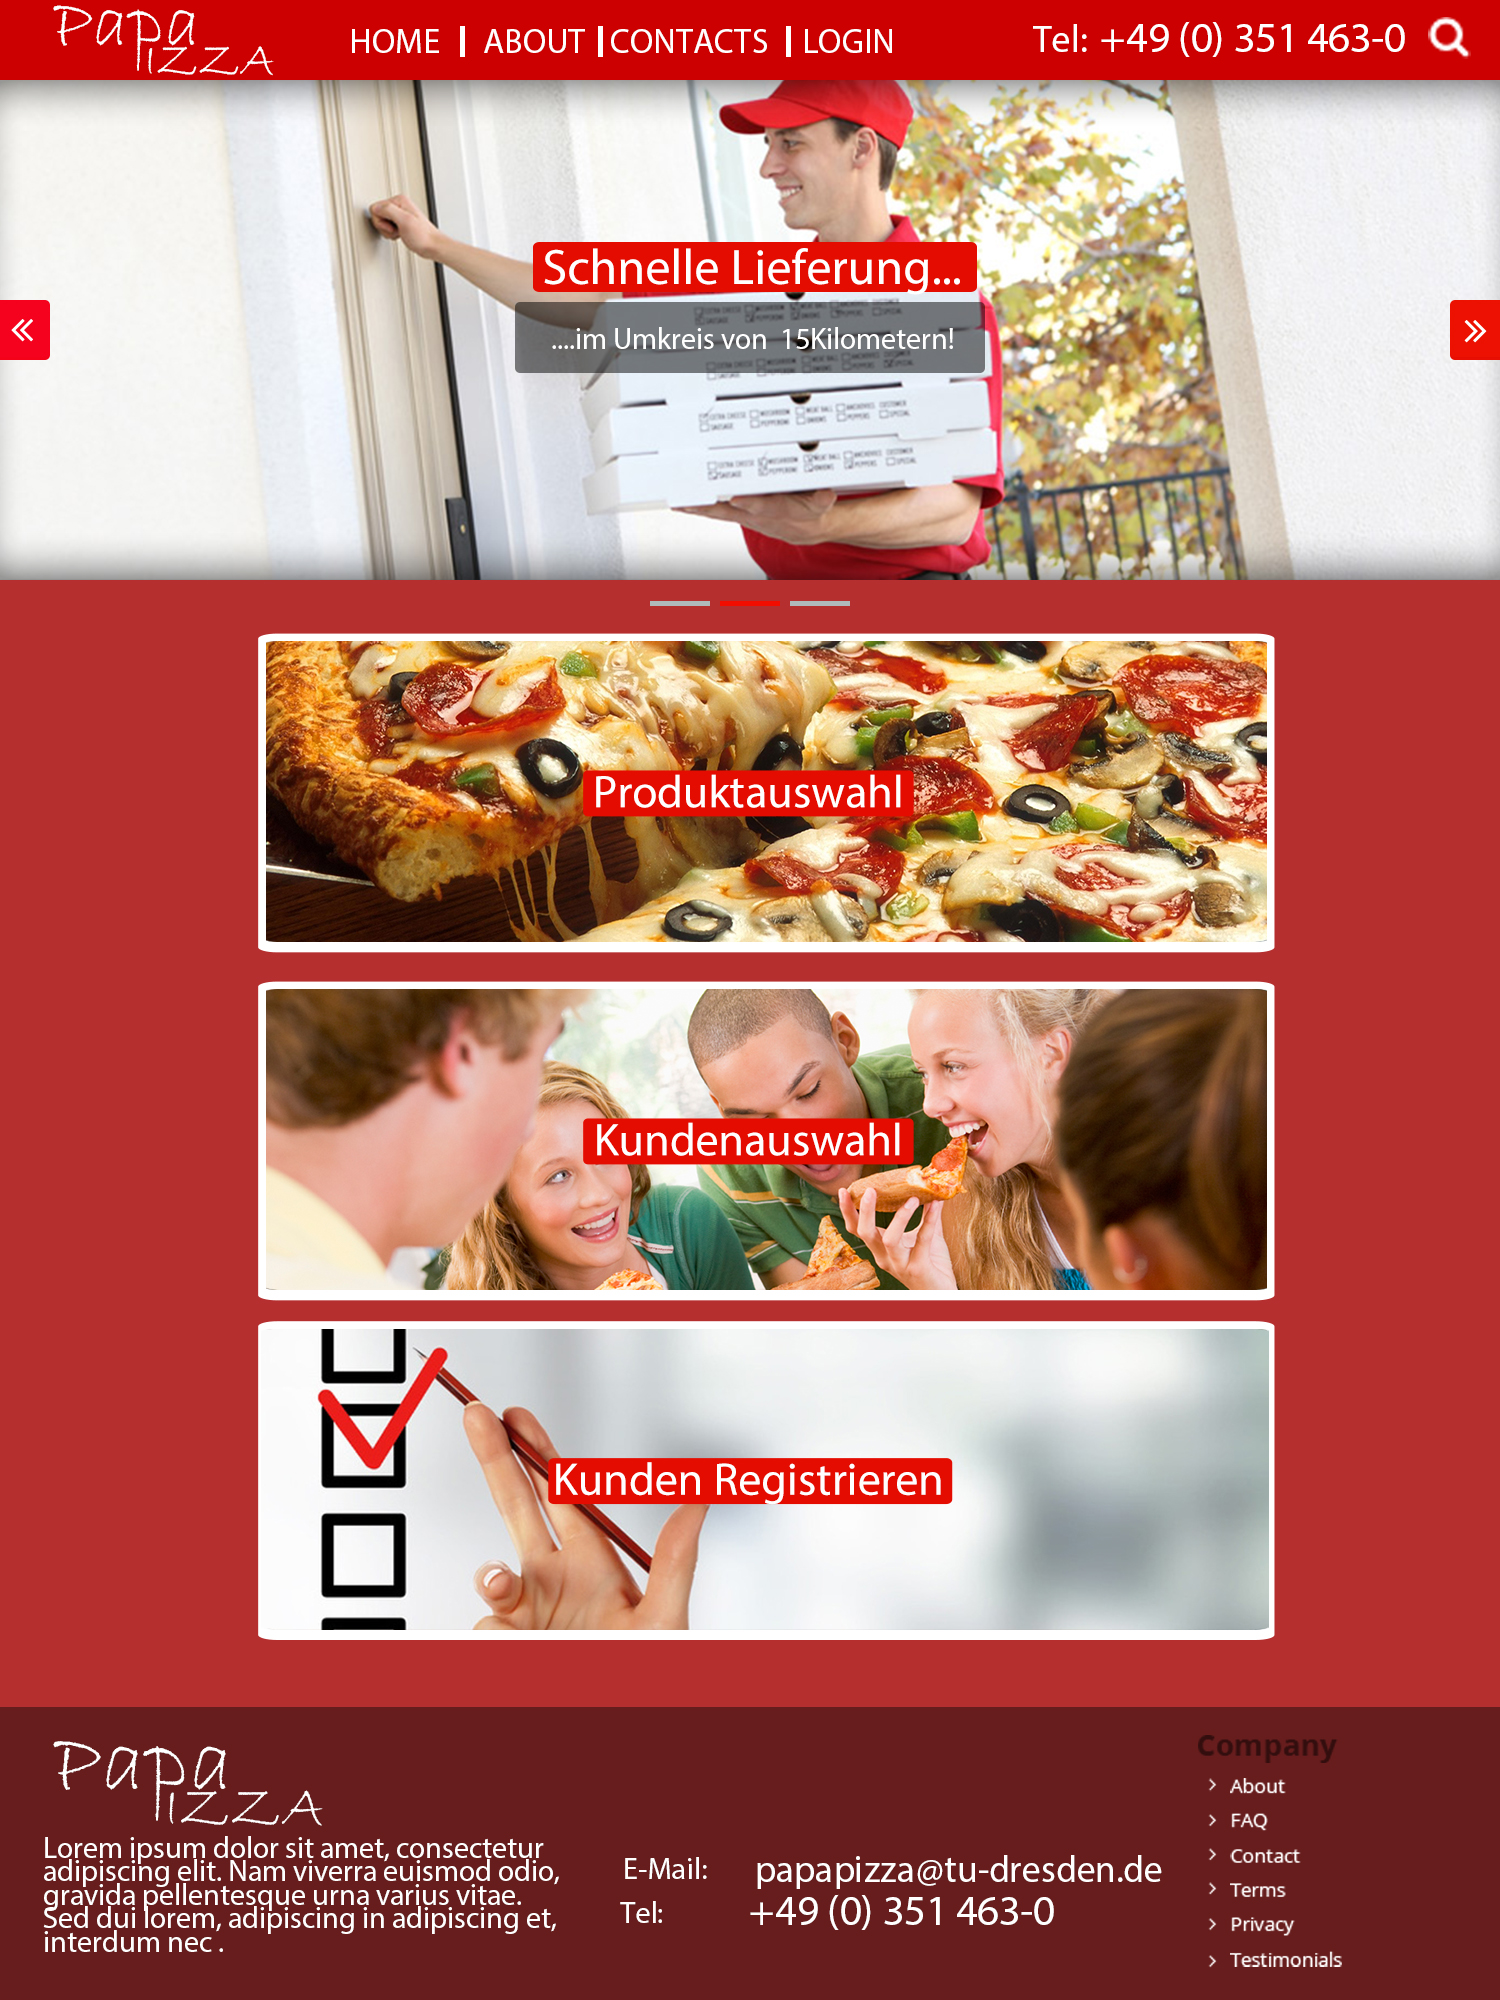 Papa
PIZZA
HOME | ABOUT | CONTACTS | LOGIN
Tel: +49 (0) 351 463-0
Schnelle Lieferung...
....im Umkreis von 15Kilometern!
Produktauswahl
Kundenauswahl
Kunden Registrieren
Papa
PIZZA
Lorem ipsum dolor sit amet, consectetur
adipiscing elit. Nam viverra euismod odio,
gravida pellentesque urna varius vitae.
Sed dui lorem, adipiscing in adipiscing et,
interdum nec .
E-Mail: papapizza@tu-dresden.de
Tel: +49 (0) 351 463-0
Company
About
FAQ
Contact
Terms
Privacy
Testimonials